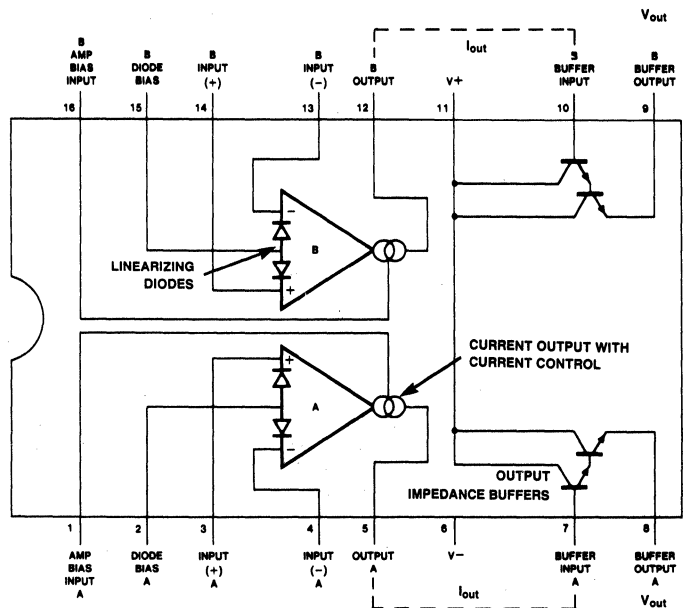 Vout
Iout
B
AMP
BIAS
INPUT
B
DIODE
BIAS
B
INPUT
(+)
B
INPUT
(−)
B
OUTPUT
V+
B
BUFFER
INPUT
B
BUFFER
OUTPUT
16 15 14 13 12 11 10 9
−
B
+
LINEARIZING
DIODES
CURRENT OUTPUT WITH
CURRENT CONTROL
+
A
−
OUTPUT
IMPEDANCE BUFFERS
1 2 3 4 5 6 7 8
AMP
BIAS
INPUT
A
DIODE
BIAS
A
INPUT
(+)
A
INPUT
(−)
A
OUTPUT
A
V−
BUFFER
INPUT
A
BUFFER
OUTPUT
A
Iout
Vout